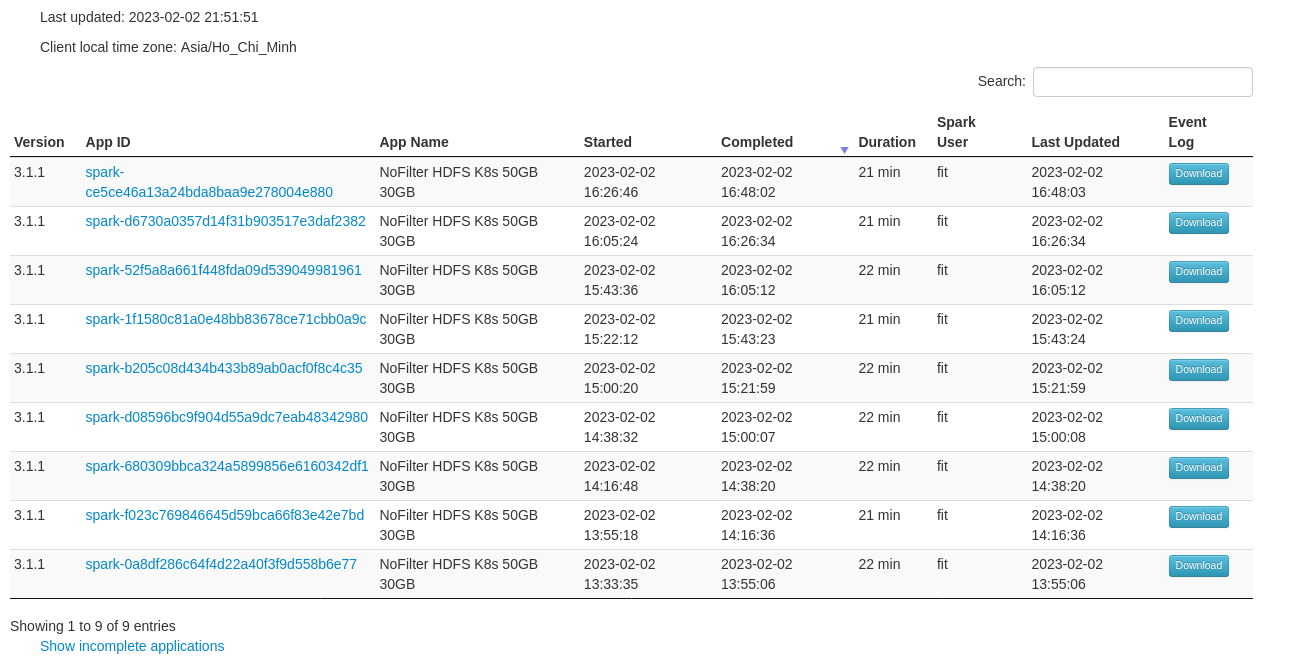 Last updated: 2023-02-02 21:51:51
Client local time zone: Asia/Ho_Chi_Minh
Search:
Version App ID App Name Started Completed Duration Spark User Last Updated Event Log
3.1.1 spark-ce5ce46a13a24bda8baa9e278004e880 NoFilter HDFS K8s 50GB 30GB 2023-02-02 16:26:46 2023-02-02 16:48:02 21 min fit 2023-02-02 16:48:03 Download
3.1.1 spark-d6730a0357d14f31b903517e3daf2382 NoFilter HDFS K8s 50GB 30GB 2023-02-02 16:05:24 2023-02-02 16:26:34 21 min fit 2023-02-02 16:26:34 Download
3.1.1 spark-52f5a8a661f448fda09d539049981961 NoFilter HDFS K8s 50GB 30GB 2023-02-02 15:43:36 2023-02-02 16:05:12 22 min fit 2023-02-02 16:05:12 Download
3.1.1 spark-1f1580c81a0e48bb83678ce71cbb0a9c NoFilter HDFS K8s 50GB 30GB 2023-02-02 15:22:12 2023-02-02 15:43:23 21 min fit 2023-02-02 15:43:24 Download
3.1.1 spark-b205c08d434b433b89ab0acf0f8c4c35 NoFilter HDFS K8s 50GB 30GB 2023-02-02 15:00:20 2023-02-02 15:21:59 22 min fit 2023-02-02 15:21:59 Download
3.1.1 spark-d08596bc9f904d55a9dc7eab48342980 NoFilter HDFS K8s 50GB 30GB 2023-02-02 14:38:32 2023-02-02 15:00:07 22 min fit 2023-02-02 15:00:08 Download
3.1.1 spark-680309bbca324a5899856e6160342df1 NoFilter HDFS K8s 50GB 30GB 2023-02-02 14:16:48 2023-02-02 14:38:20 22 min fit 2023-02-02 14:38:20 Download
3.1.1 spark-f023c769846645d59bca66f83e42e7bd NoFilter HDFS K8s 50GB 30GB 2023-02-02 13:55:18 2023-02-02 14:16:36 21 min fit 2023-02-02 14:16:36 Download
3.1.1 spark-0a8df286c64f4d22a40f3f9d558b6e77 NoFilter HDFS K8s 50GB 30GB 2023-02-02 13:33:35 2023-02-02 13:55:06 22 min fit 2023-02-02 13:55:06 Download
Showing 1 to 9 of 9 entries
Show incomplete applications